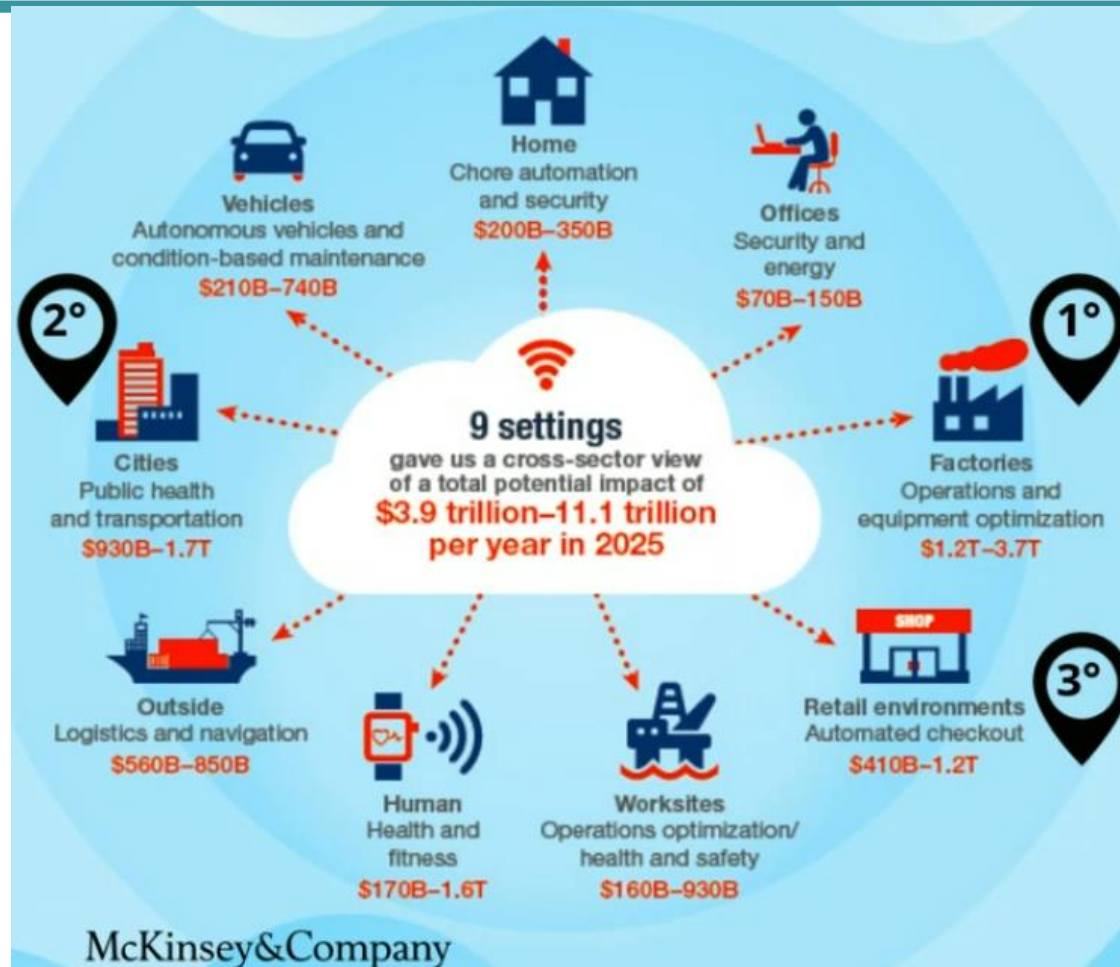 Home
Chore automation
and security
$200B–350B
Vehicles
Autonomous vehicles and
condition-based maintenance
$210B–740B
Offices
Security and
energy
$70B–150B
2°
1°
9 settings
gave us a cross-sector view
of a total potential impact of
$3.9 trillion–11.1 trillion
per year in 2025
Cities
Public health
and transportation
$930B–1.7T
Factories
Operations and
equipment optimization
$1.2T–3.7T
Outside
Logistics and navigation
$560B–850B
SHOP
Retail environments
Automated checkout
$410B–1.2T
3°
Human
Health and
fitness
$170B–1.6T
Worksites
Operations optimization/
health and safety
$160B–930B
McKinsey&Company